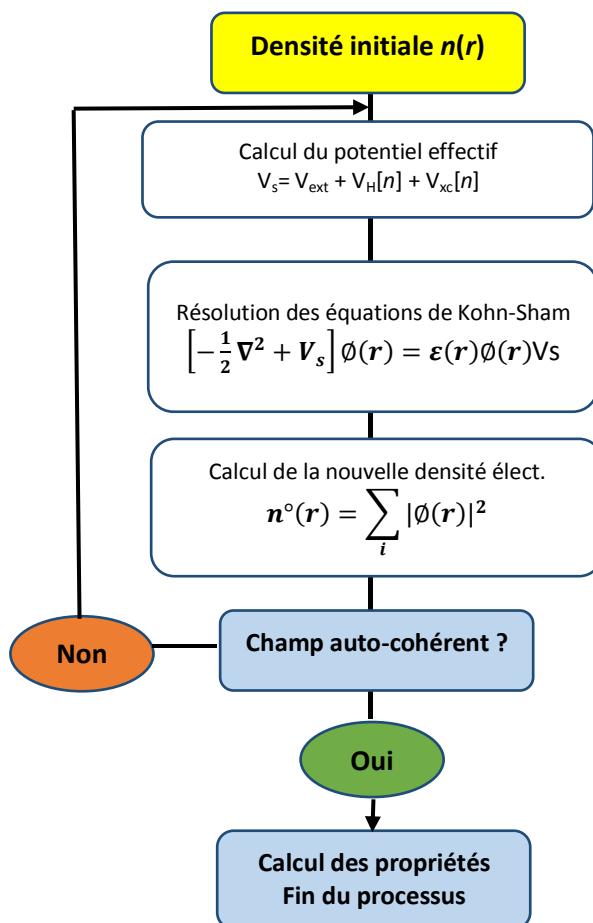 Densité initiale n(r)
Calcul du potentiel effectif
Vs= Vext + VH[n] + Vxc[n]
Résolution des équations de Kohn-Sham
[−1/2 ∇² + Vs] ∅(r) = ε(r)∅(r)Vs
Calcul de la nouvelle densité élect.
n°(r) = ∑i |∅(r)|²
Champ auto-cohérent ?
Non
Oui
Calcul des propriétés
Fin du processus